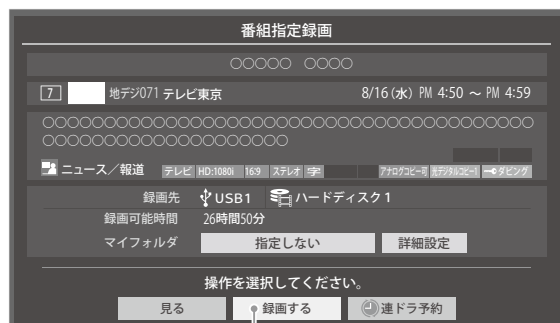 番組指定録画
○○○○○ ○○○○
7 地デジ071 テレビ東京 8/16(水) PM 4:50 ～ PM 4:59
○○○○○○○○○○○○○○○○○○○○○○○○○○○○○○○○○○○○○○○○
○○○○○○○○○○○○○○○○○○○○
ニュース／報道 テレビ HD:1080i 16:9 ステレオ 字 アナログコピー可 光デジタルコピー1 ダビング
録画先 USB1 ハードディスク1
録画可能時間 26時間50分
マイフォルダ 指定しない 詳細設定
操作を選択してください。
見る 録画する 連ドラ予約